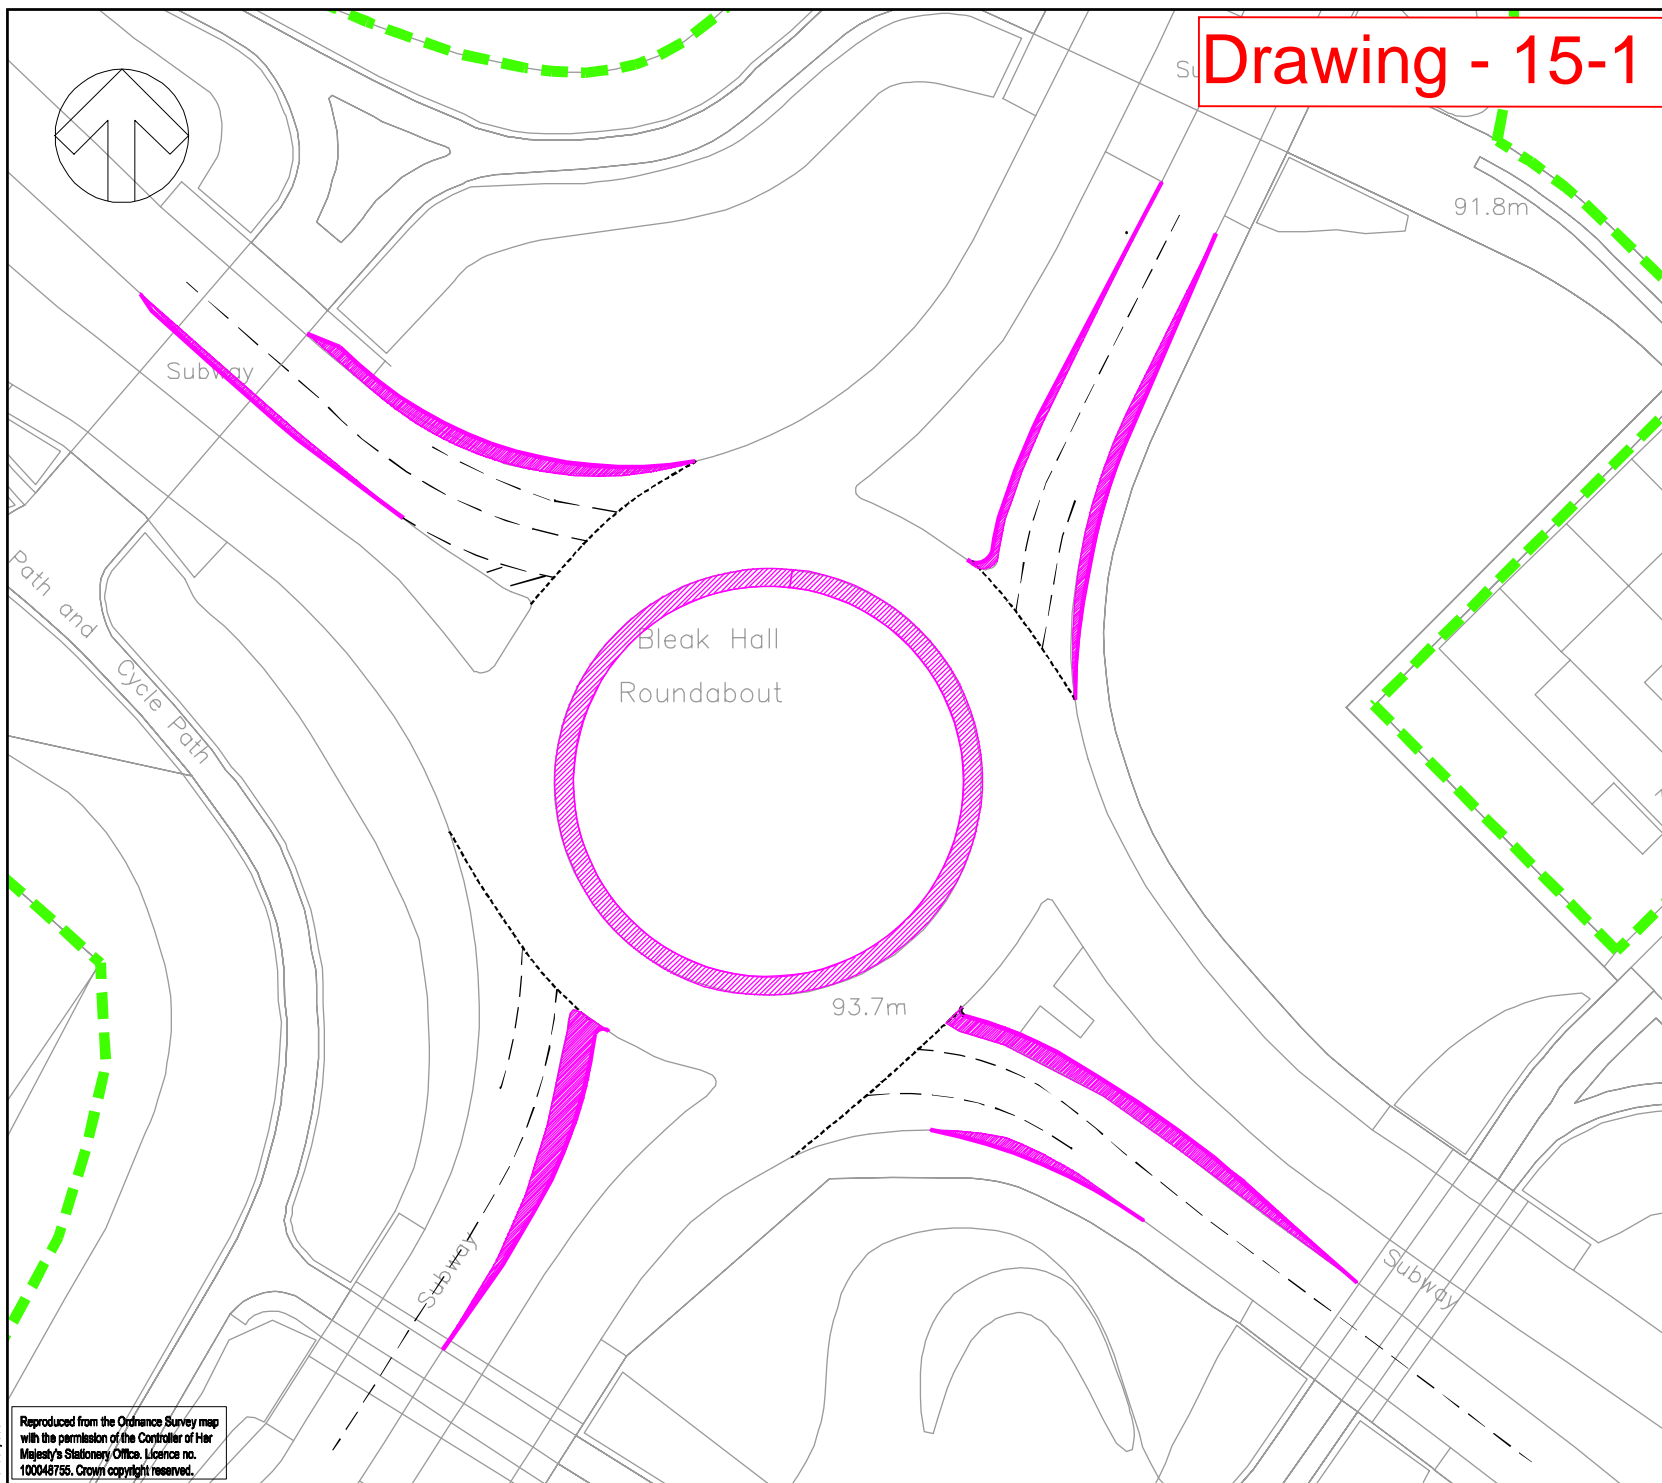 Drawing - 15-1
Su
91.8m
Subway
Path and Cycle Path
Bleak Hall
Roundabout
93.7m
Subway
Subway
Reproduced from the Ordnance Survey map
with the permission of the Controller of Her
Majesty's Stationery Office. Licence no.
100048755. Crown copyright reserved.